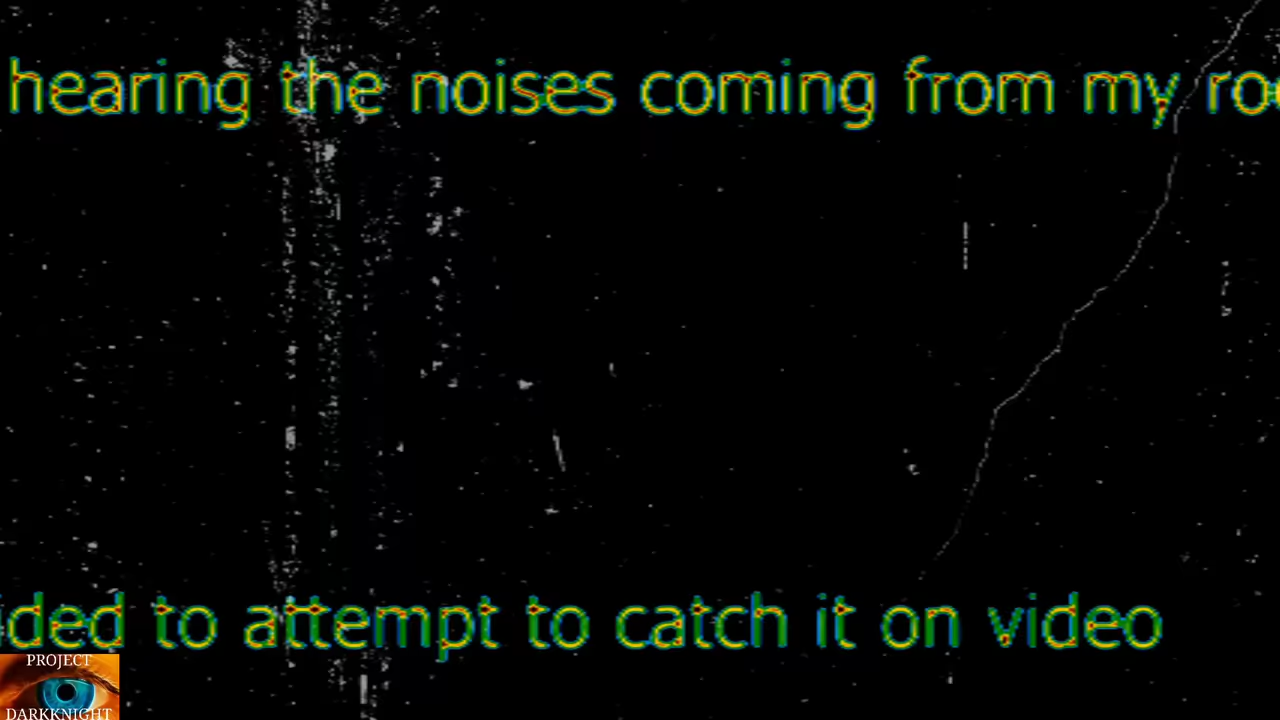 hearing the noises coming from my
to attempt to catch it on video
PROJECT
DARKKNIGHT